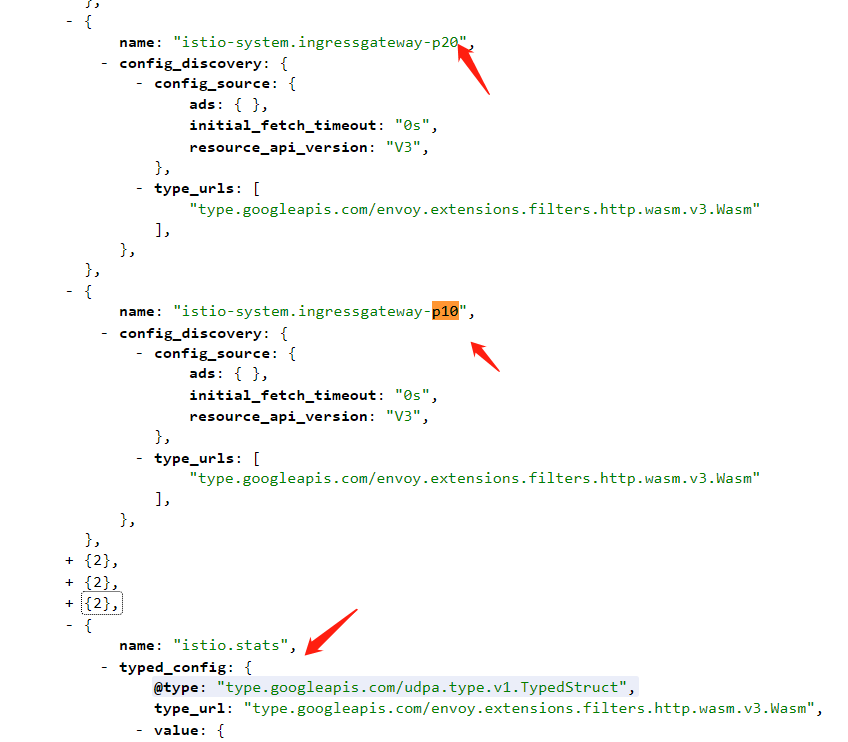 },
- {
name: "istio-system.ingressgateway-p20",
- config_discovery: {
- config_source: {
ads: { },
initial_fetch_timeout: "0s",
resource_api_version: "V3",
},
- type_urls: [
"type.googleapis.com/envoy.extensions.filters.http.wasm.v3.Wasm"
],
},
},
- {
name: "istio-system.ingressgateway-p10",
- config_discovery: {
- config_source: {
ads: { },
initial_fetch_timeout: "0s",
resource_api_version: "V3",
},
- type_urls: [
"type.googleapis.com/envoy.extensions.filters.http.wasm.v3.Wasm"
],
},
},
+ {2},
+ {2},
+ {2},
- {
name: "istio.stats",
- typed_config: {
@type: "type.googleapis.com/udpa.type.v1.TypedStruct",
type_url: "type.googleapis.com/envoy.extensions.filters.http.wasm.v3.Wasm",
- value: {